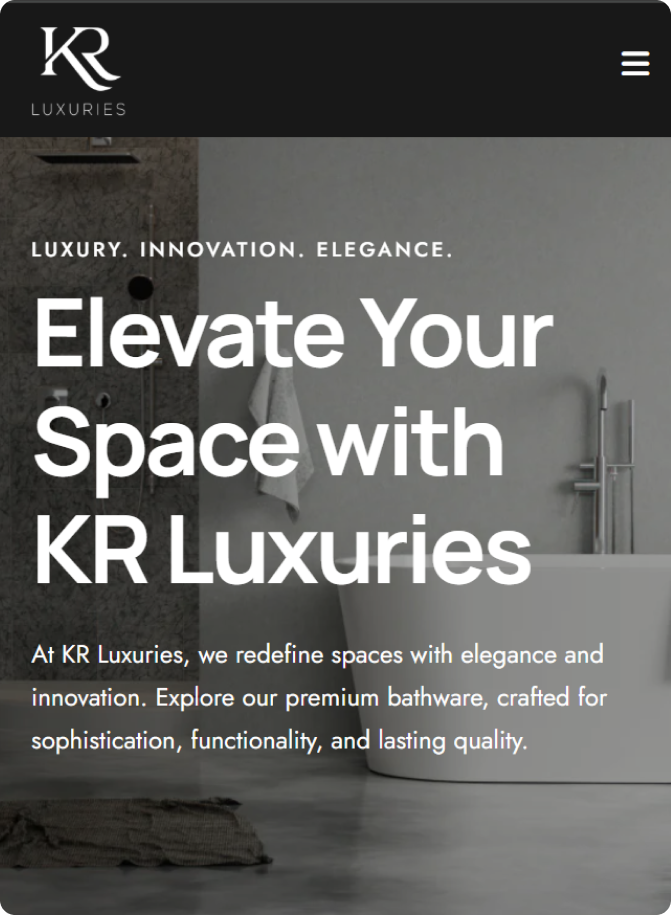 KR
LUXURIES
LUXURY. INNOVATION. ELEGANCE.
Elevate Your
Space with
KR Luxuries
At KR Luxuries, we redefine spaces with elegance and
innovation. Explore our premium bathware, crafted for
sophistication, functionality, and lasting quality.